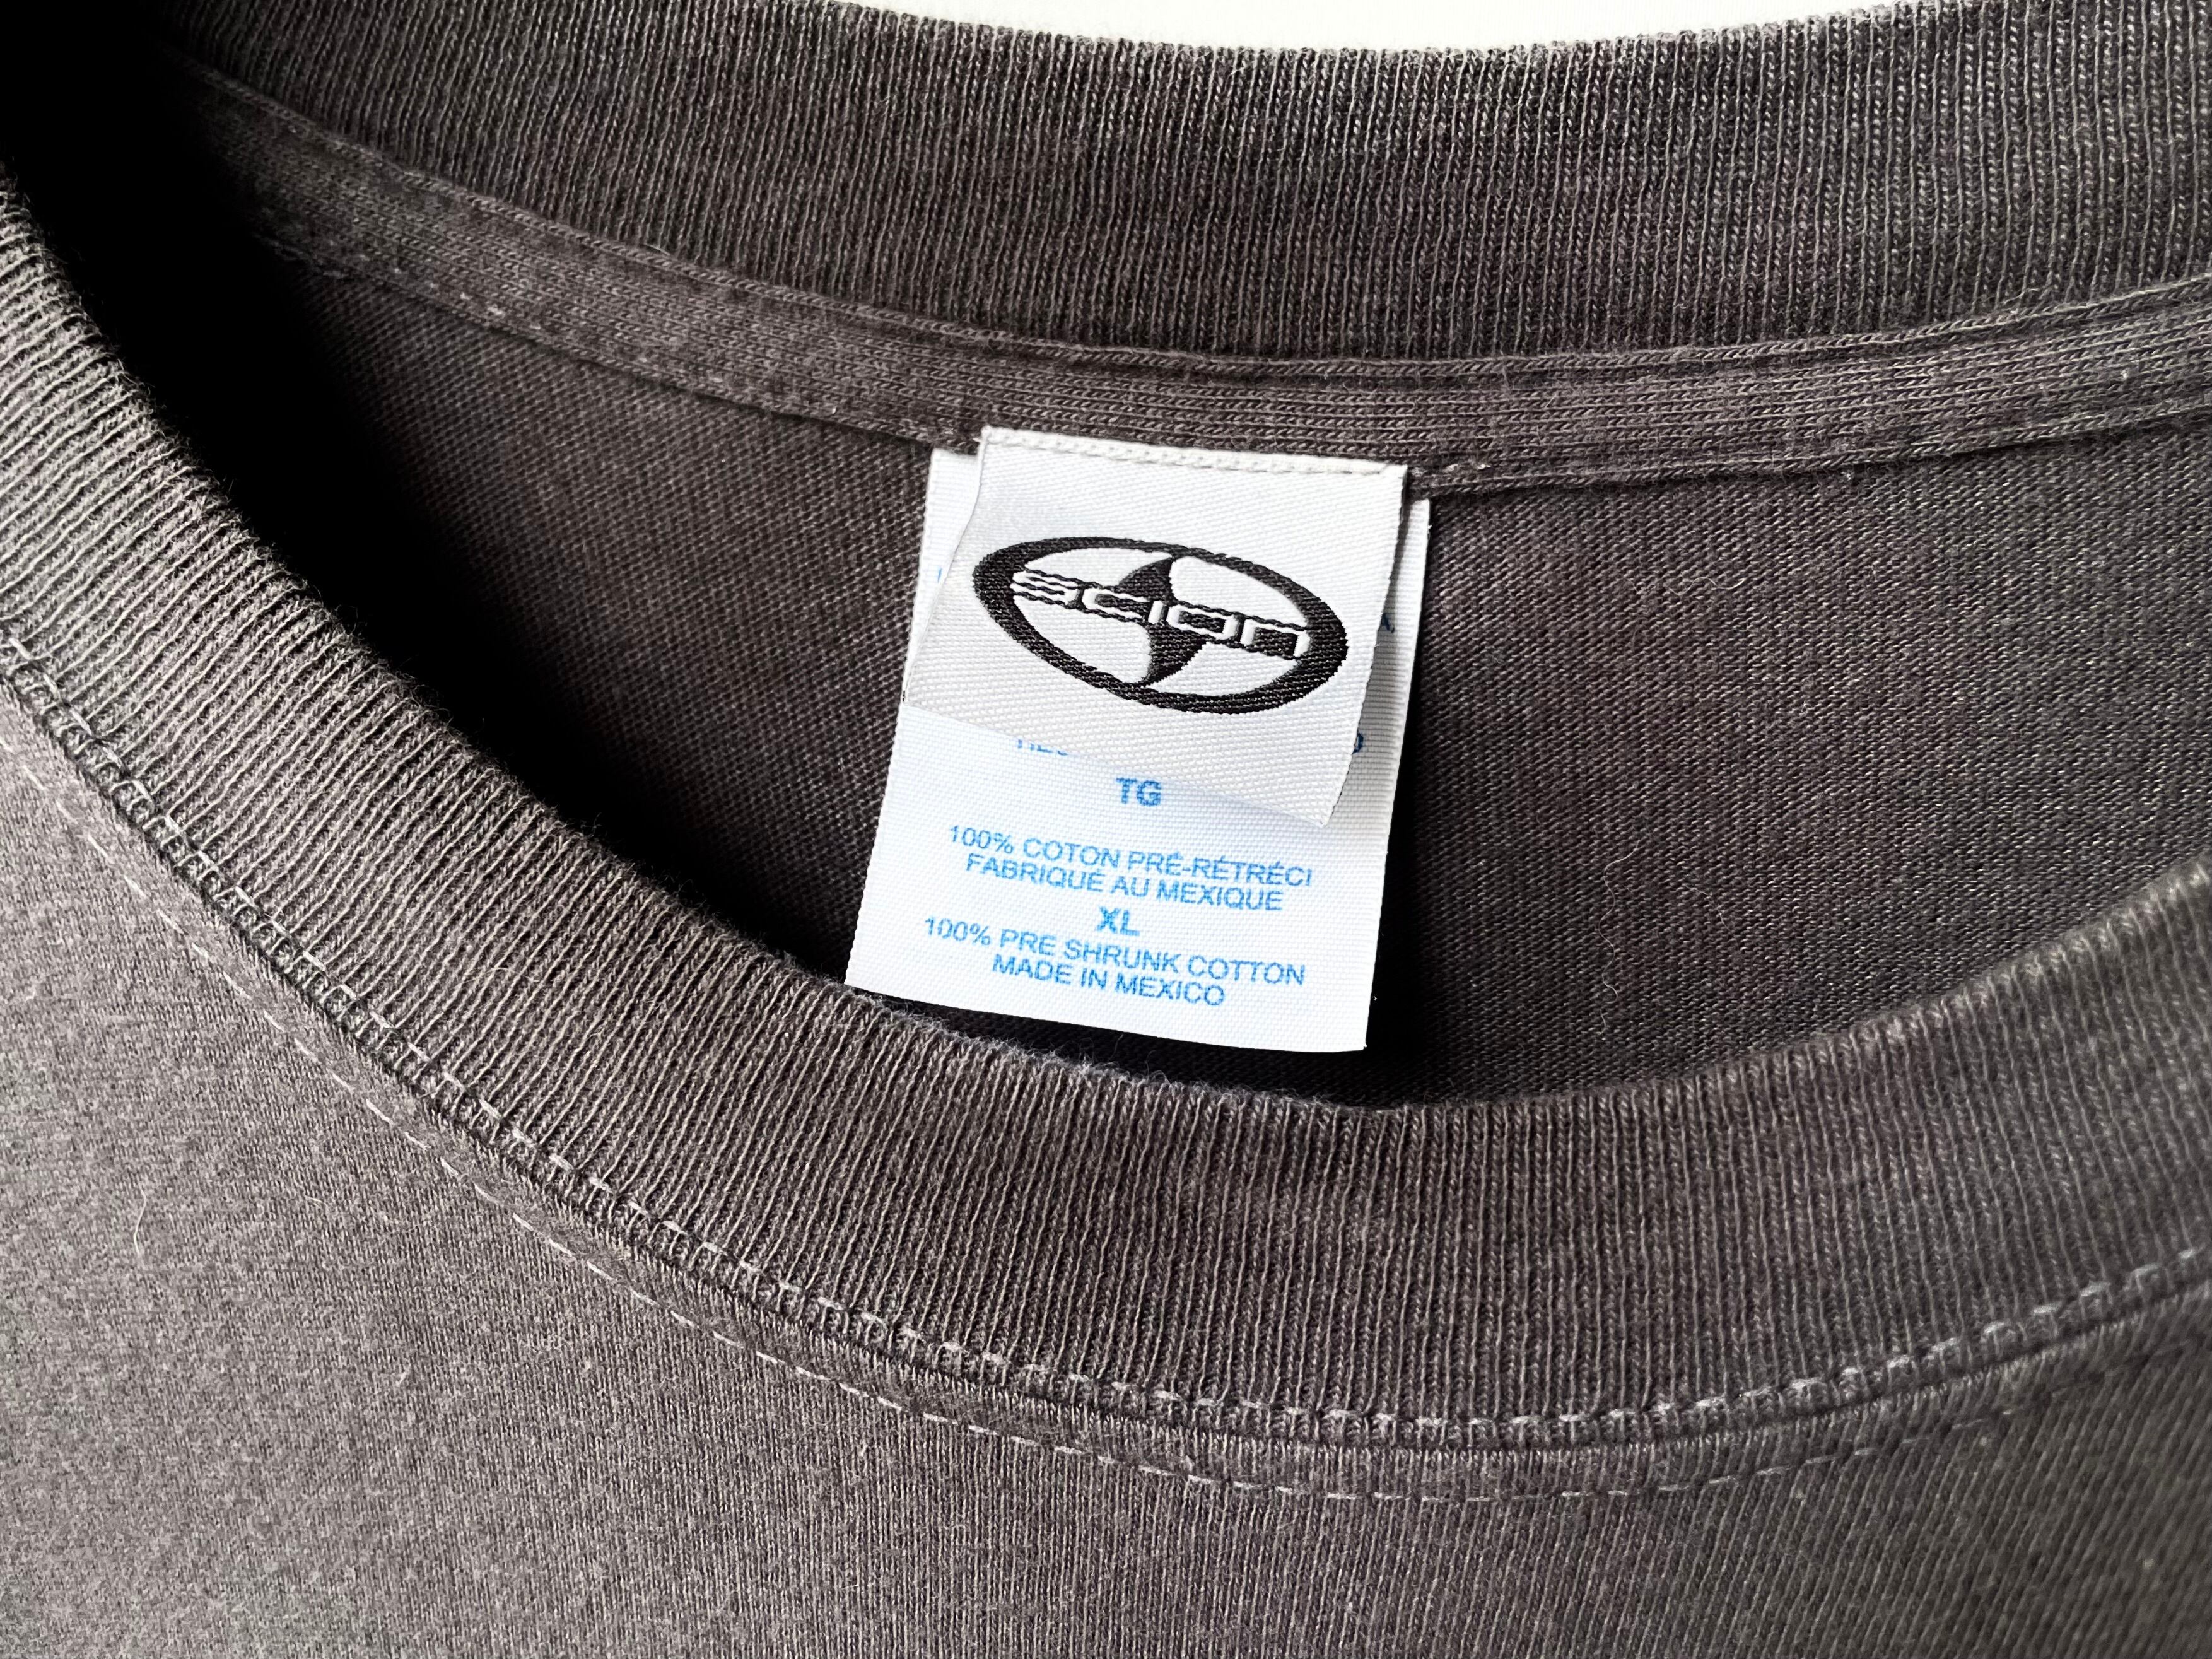 SCION
TG
100% COTON PRÉ-RÉTRÉCI
FABRIQUÉ AU MEXIQUE
XL
100% PRE SHRUNK COTTON
MADE IN MEXICO